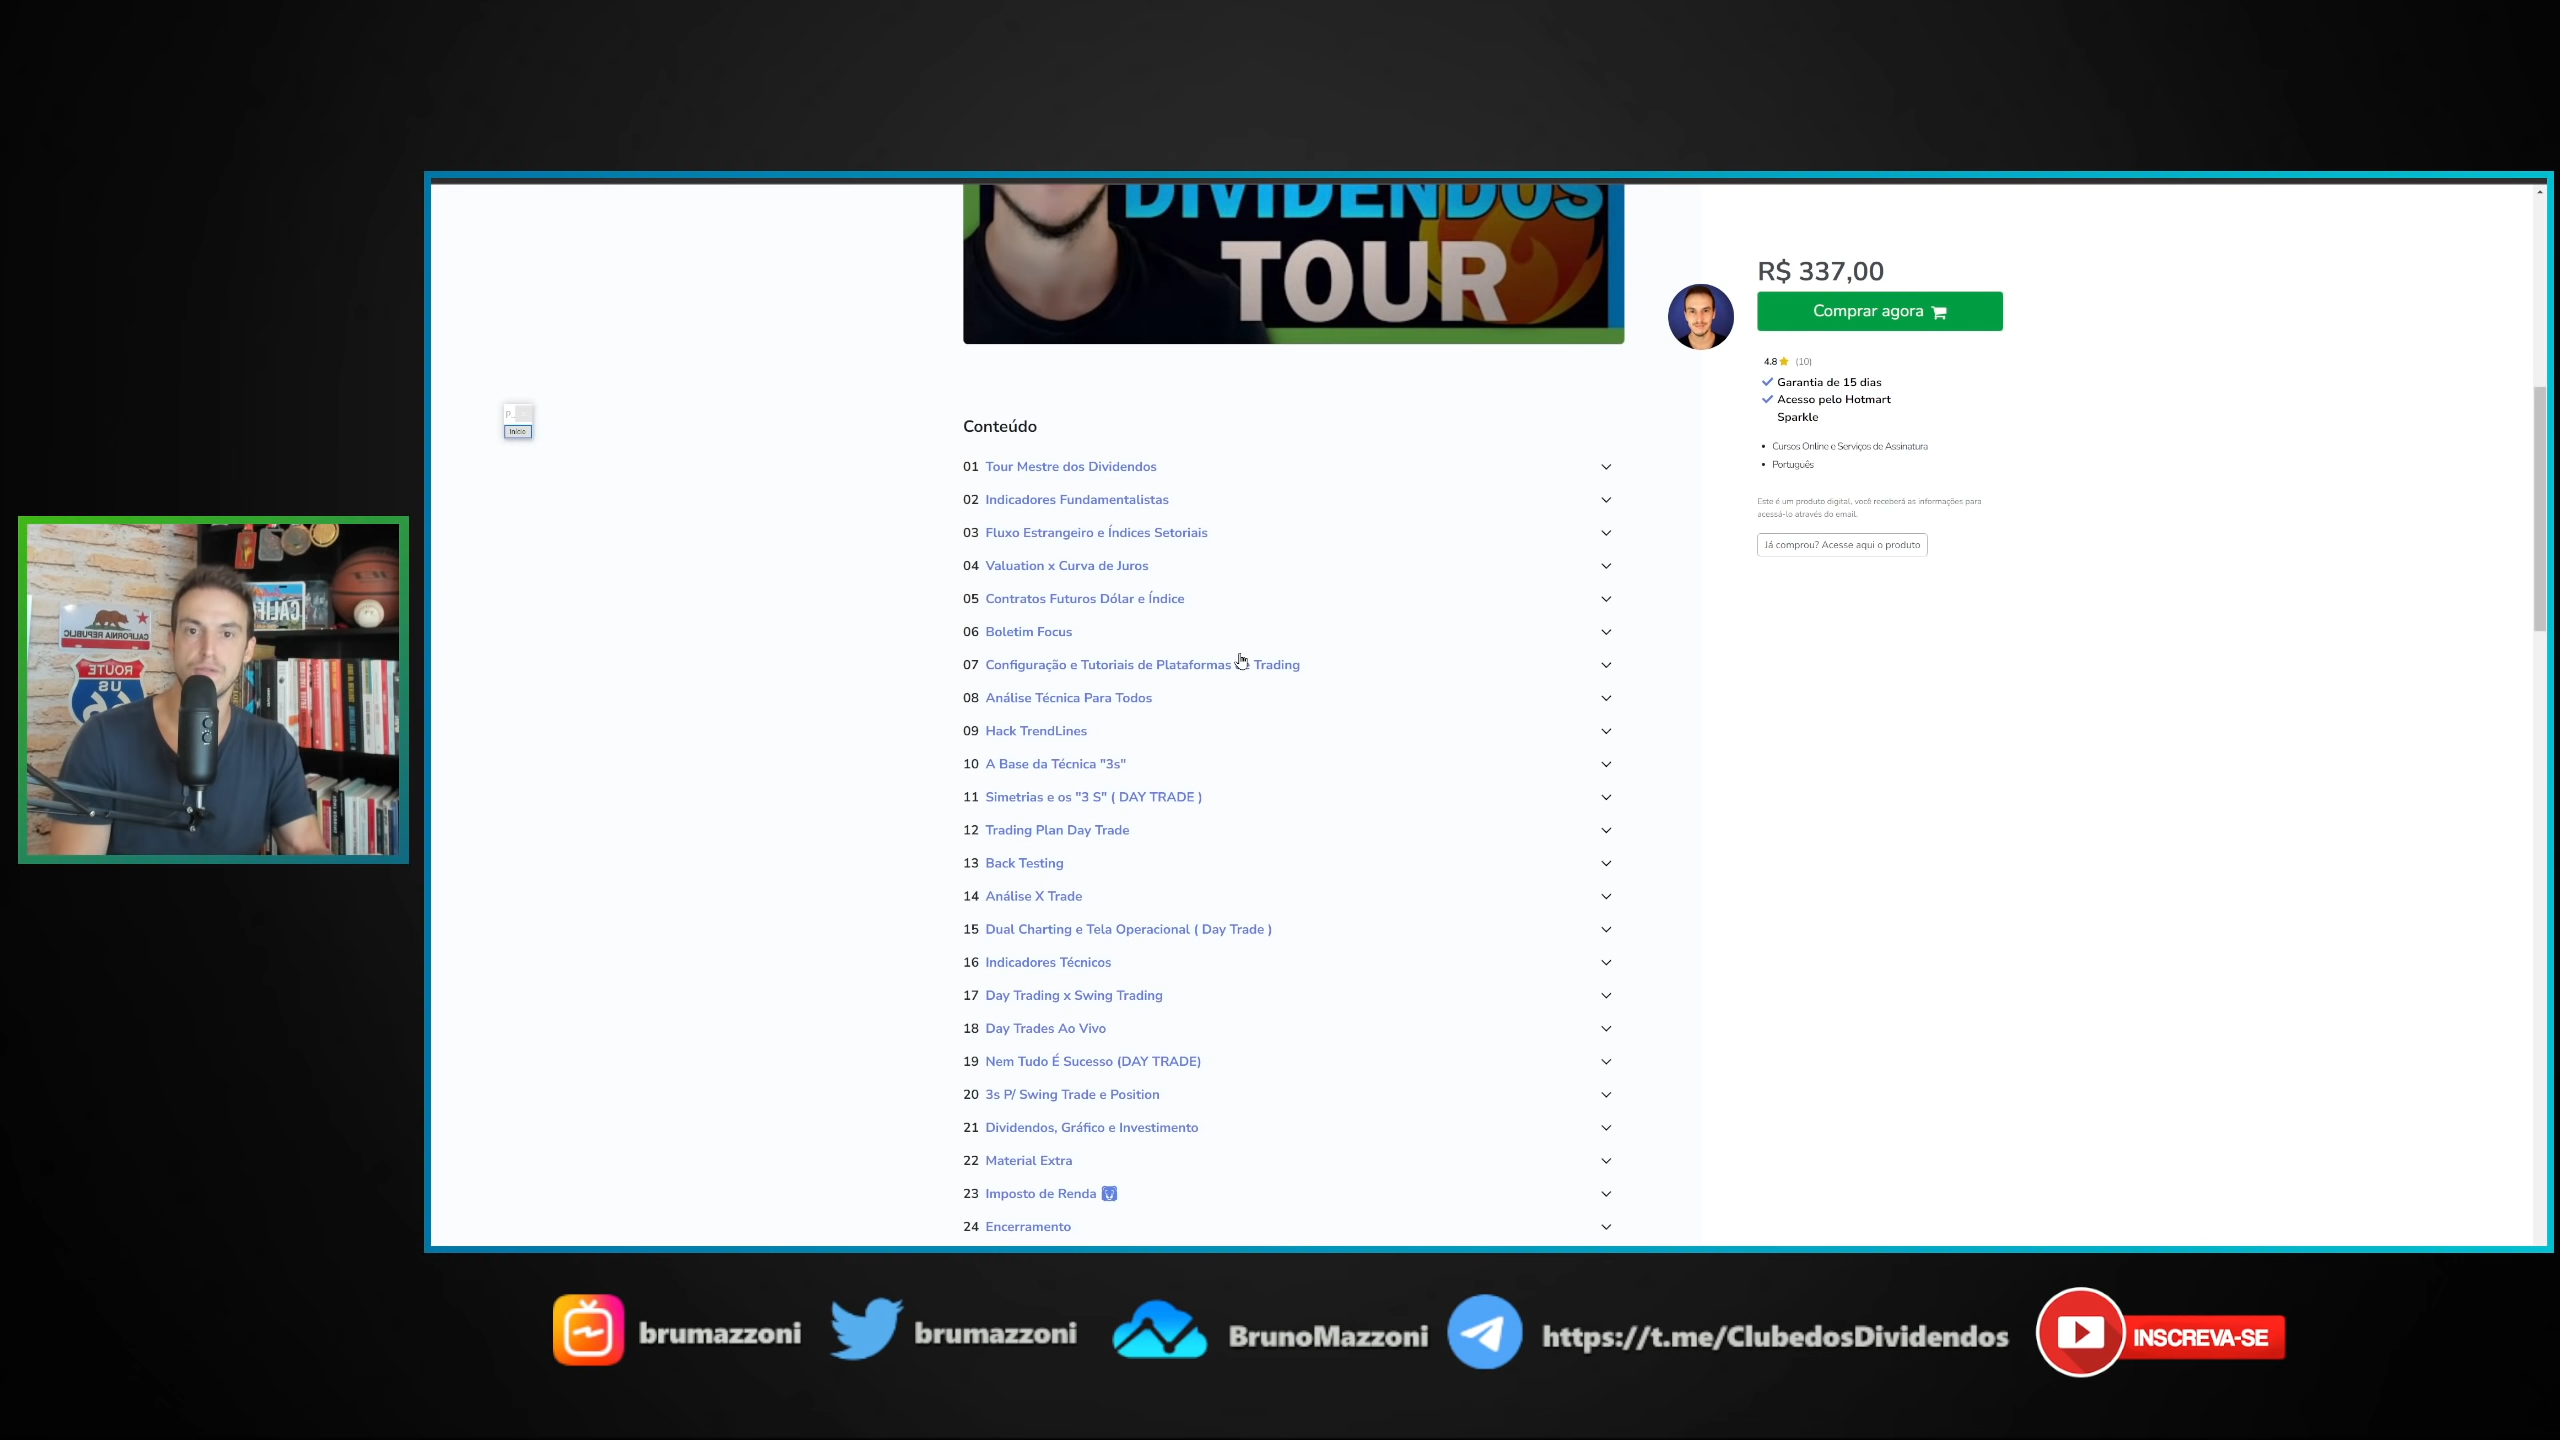 DIVIDENDOS
TOUR
R$ 337,00
Comprar agora
4.8 (10)
Garantia de 15 dias
Acesso pelo Hotmart
Sparkle
Cursos Online e Serviços de Assinatura
Português
Este é um produto digital, você receberá as informações para
acessá-lo através do email.
Já comprou? Acesse aqui o produto
Início
Conteúdo
01 Tour Mestre dos Dividendos
02 Indicadores Fundamentalistas
03 Fluxo Estrangeiro e Índices Setoriais
04 Valuation x Curva de Juros
05 Contratos Futuros Dólar e Índice
06 Boletim Focus
07 Configuração e Tutoriais de Plataformas de Trading
08 Análise Técnica Para Todos
09 Hack TrendLines
10 A Base da Técnica "3s"
11 Simetrias e os "3 S" ( DAY TRADE )
12 Trading Plan Day Trade
13 Back Testing
14 Análise X Trade
15 Dual Charting e Tela Operacional ( Day Trade )
16 Indicadores Técnicos
17 Day Trading x Swing Trading
18 Day Trades Ao Vivo
19 Nem Tudo É Sucesso (DAY TRADE)
20 3s P/ Swing Trade e Position
21 Dividendos, Gráfico e Investimento
22 Material Extra
23 Imposto de Renda
24 Encerramento
CALIFORNIA REPUBLIC
CALIF
ROUTE
US
66
brumazzoni
brumazzoni
BrunoMazzoni
https://t.me/ClubedosDividendos
INSCREVA-SE